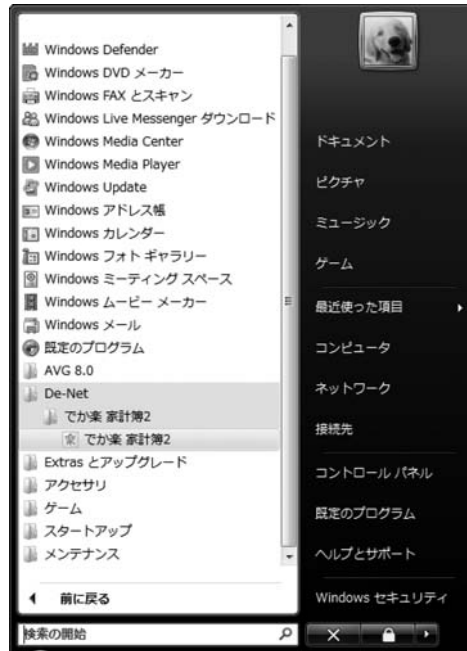 Windows Defender
Windows DVD メーカー
Windows FAX とスキャン
Windows Live Messenger ダウンロード
Windows Media Center
Windows Media Player
Windows Update
Windows アドレス帳
Windows カレンダー
Windows フォト ギャラリー
Windows ミーティング スペース
Windows ムービー メーカー
Windows メール
既定のプログラム
AVG 8.0
De-Net
でか楽 家計簿2
でか楽 家計簿2
Extras とアップグレード
アクセサリ
ゲーム
スタートアップ
メンテナンス
前に戻る
検索の開始
ドキュメント
ピクチャ
ミュージック
ゲーム
最近使った項目
コンピュータ
ネットワーク
接続先
コントロール パネル
既定のプログラム
ヘルプとサポート
Windows セキュリティ